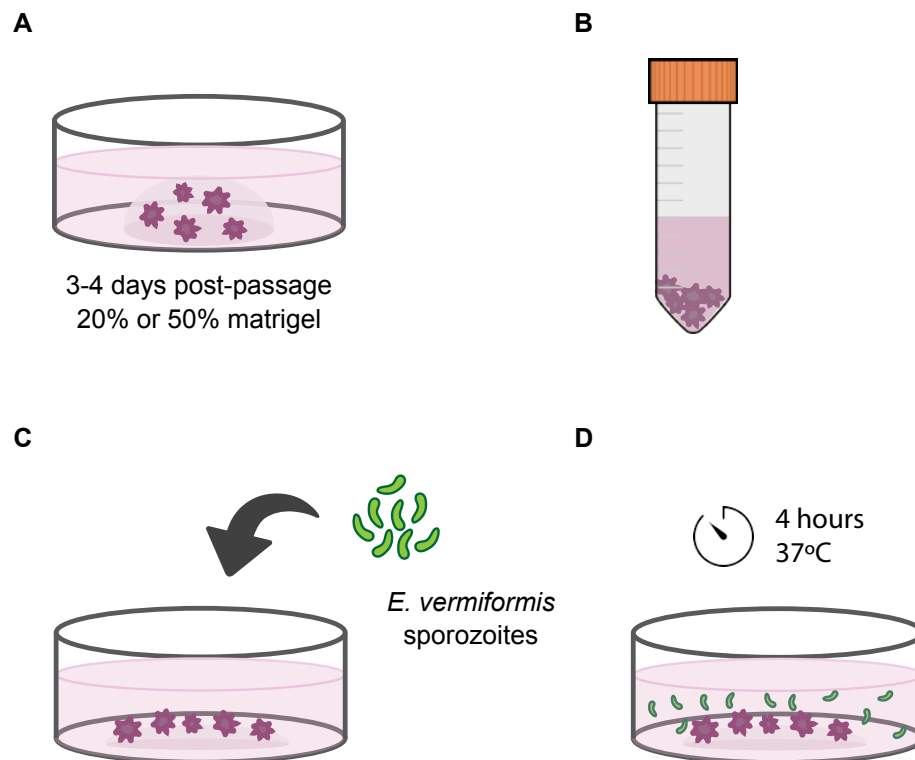 A
B
3-4 days post-passage
20% or 50% matrigel
C
D
4 hours
37ºC
E. vermiformis
sporozoites